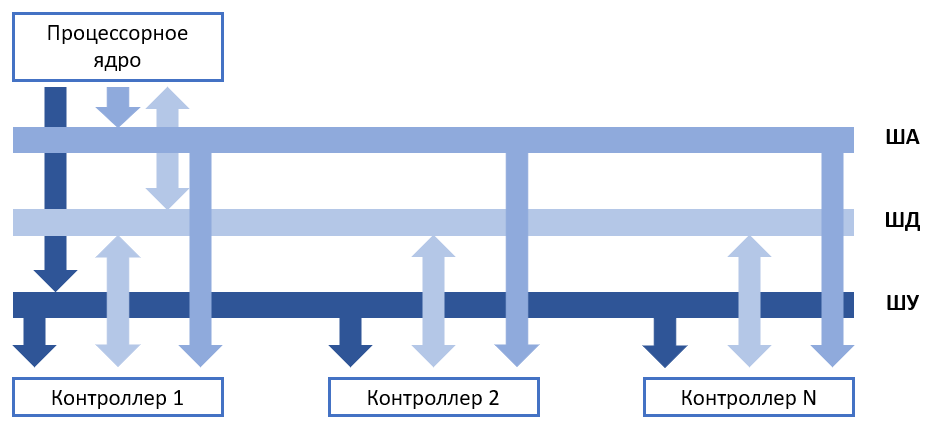 Процессорное
ядро
ША
ШД
ШУ
Контроллер 1
Контроллер 2
Контроллер N